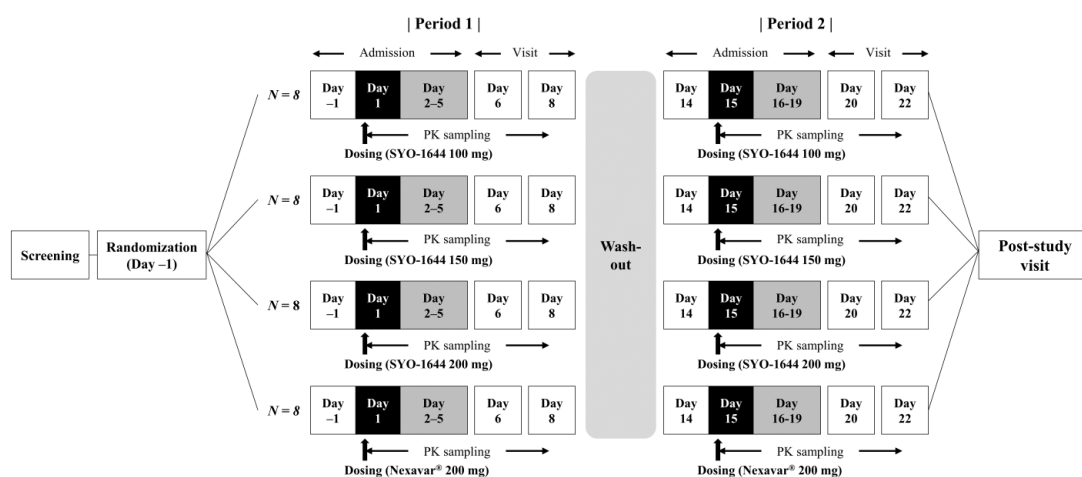 | Period 1 |
| Period 2 |
Admission
Visit
Admission
Visit
N = 8
Day
–1
Day
1
Day
2–5
Day
6
Day
8
Day
14
Day
15
Day
16-19
Day
20
Day
22
PK sampling
PK sampling
Dosing (SYO-1644 100 mg)
Dosing (SYO-1644 100 mg)
N = 8
Day
–1
Day
1
Day
2–5
Day
6
Day
8
Day
14
Day
15
Day
16-19
Day
20
Day
22
PK sampling
PK sampling
Dosing (SYO-1644 150 mg)
Dosing (SYO-1644 150 mg)
Screening
Randomization
(Day –1)
Wash-
out
Post-study
visit
N = 8
Day
–1
Day
1
Day
2–5
Day
6
Day
8
Day
14
Day
15
Day
16-19
Day
20
Day
22
PK sampling
PK sampling
Dosing (SYO-1644 200 mg)
Dosing (SYO-1644 200 mg)
N = 8
Day
–1
Day
1
Day
2–5
Day
6
Day
8
Day
14
Day
15
Day
16-19
Day
20
Day
22
PK sampling
PK sampling
Dosing (Nexavar® 200 mg)
Dosing (Nexavar® 200 mg)